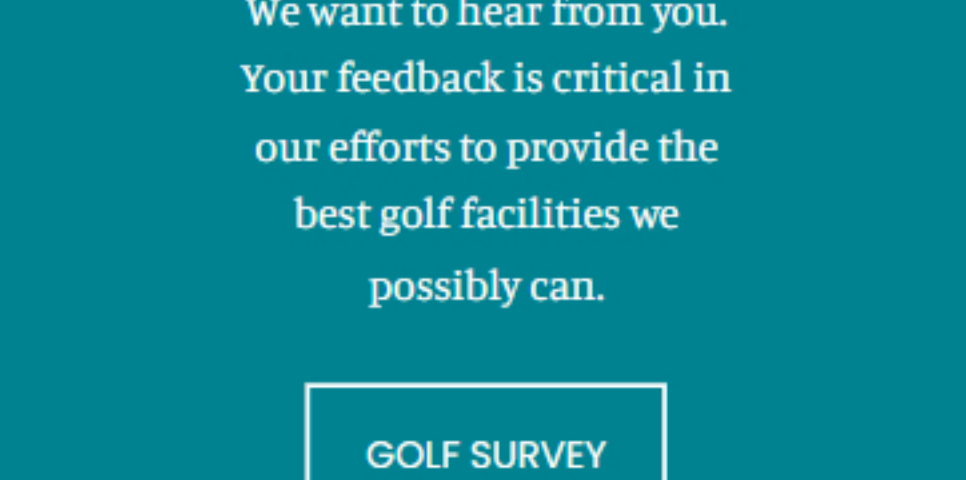 We want to hear from you.
Your feedback is critical in
our efforts to provide the
best golf facilities we
possibly can.
GOLF SURVEY